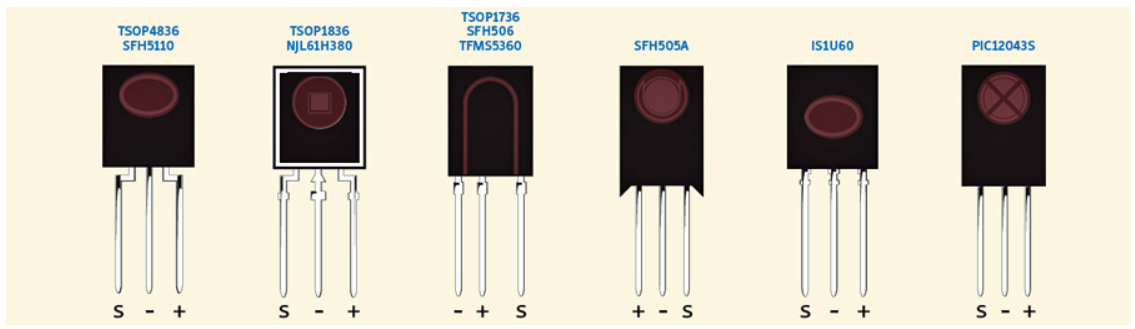 TSOP4836
SFH5110
TSOP1836
NJL61H380
TSOP1736
SFH506
TFMS5360
SFH505A
IS1U60
PIC12043S
S - +
S - +
- + S
+ - S
S - +
S - +